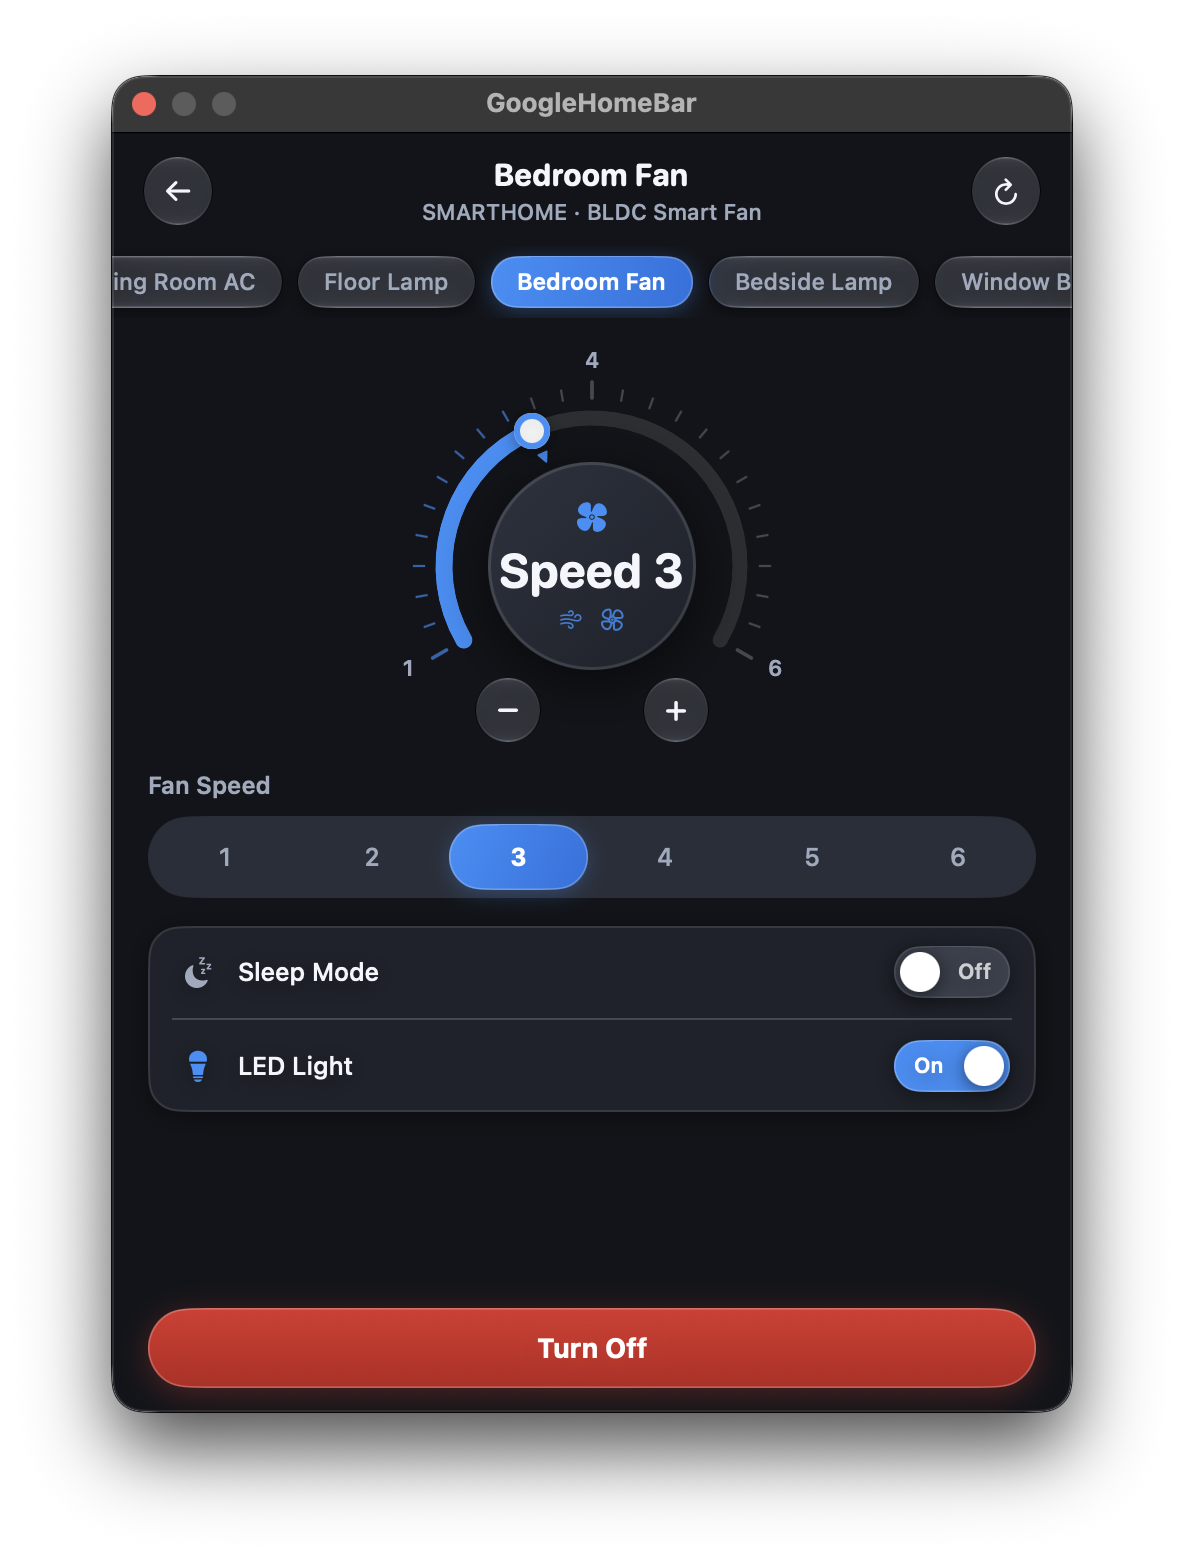 GoogleHomeBar
Bedroom Fan
SMARTHOME · BLDC Smart Fan
ing Room AC Floor Lamp Bedroom Fan Bedside Lamp Window B
4
Speed 3
1 6
Fan Speed
1 2 3 4 5 6
Sleep Mode Off
LED Light On
Turn Off